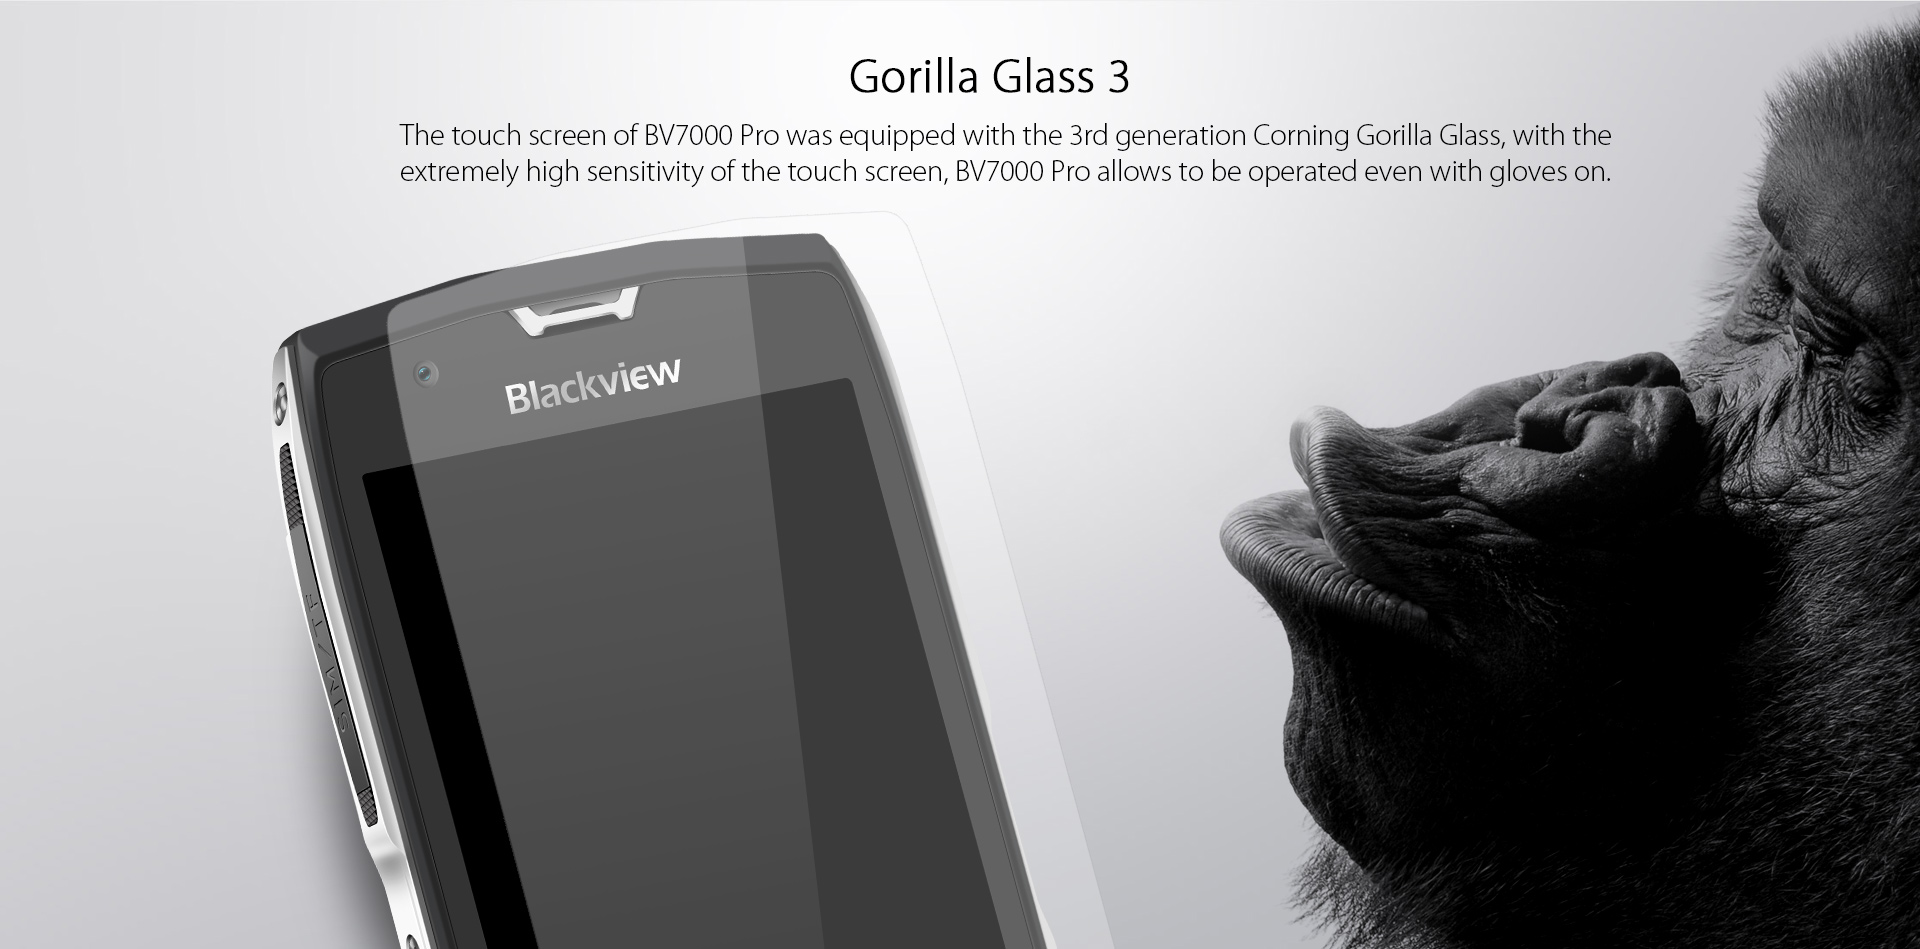 Gorilla Glass 3
The touch screen of BV7000 Pro was equipped with the 3rd generation Corning Gorilla Glass, with the
extremely high sensitivity of the touch screen, BV7000 Pro allows to be operated even with gloves on.
Blackview
SIM/TF